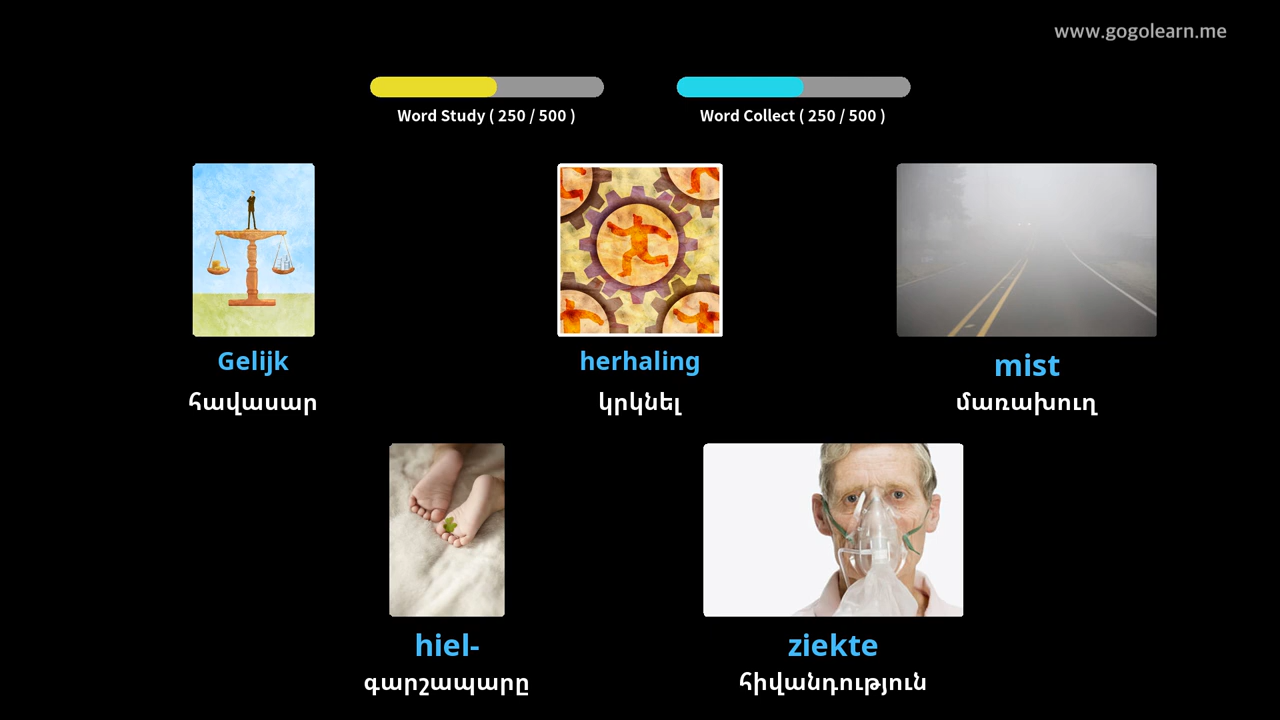 www.gogolearn.me
Word Study ( 250 / 500 )
Word Collect ( 250 / 500 )
Gelijk
հավասար
herhaling
կրկնել
mist
մառախուղ
hiel-
գարշապարը
ziekte
հիվանդություն